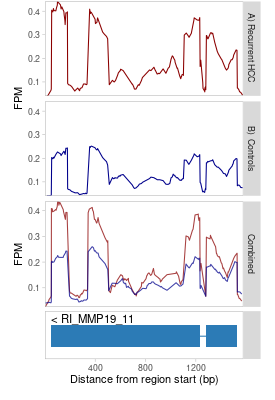 0.4
0.3
0.2
0.1
A) Recurrent HCC
FPM
0.4
0.3
0.2
0.1
B) Controls
0.4
0.3
0.2
0.1
Combined
FPM
< RI_MMP19_11
400
800
1200
Distance from region start (bp)